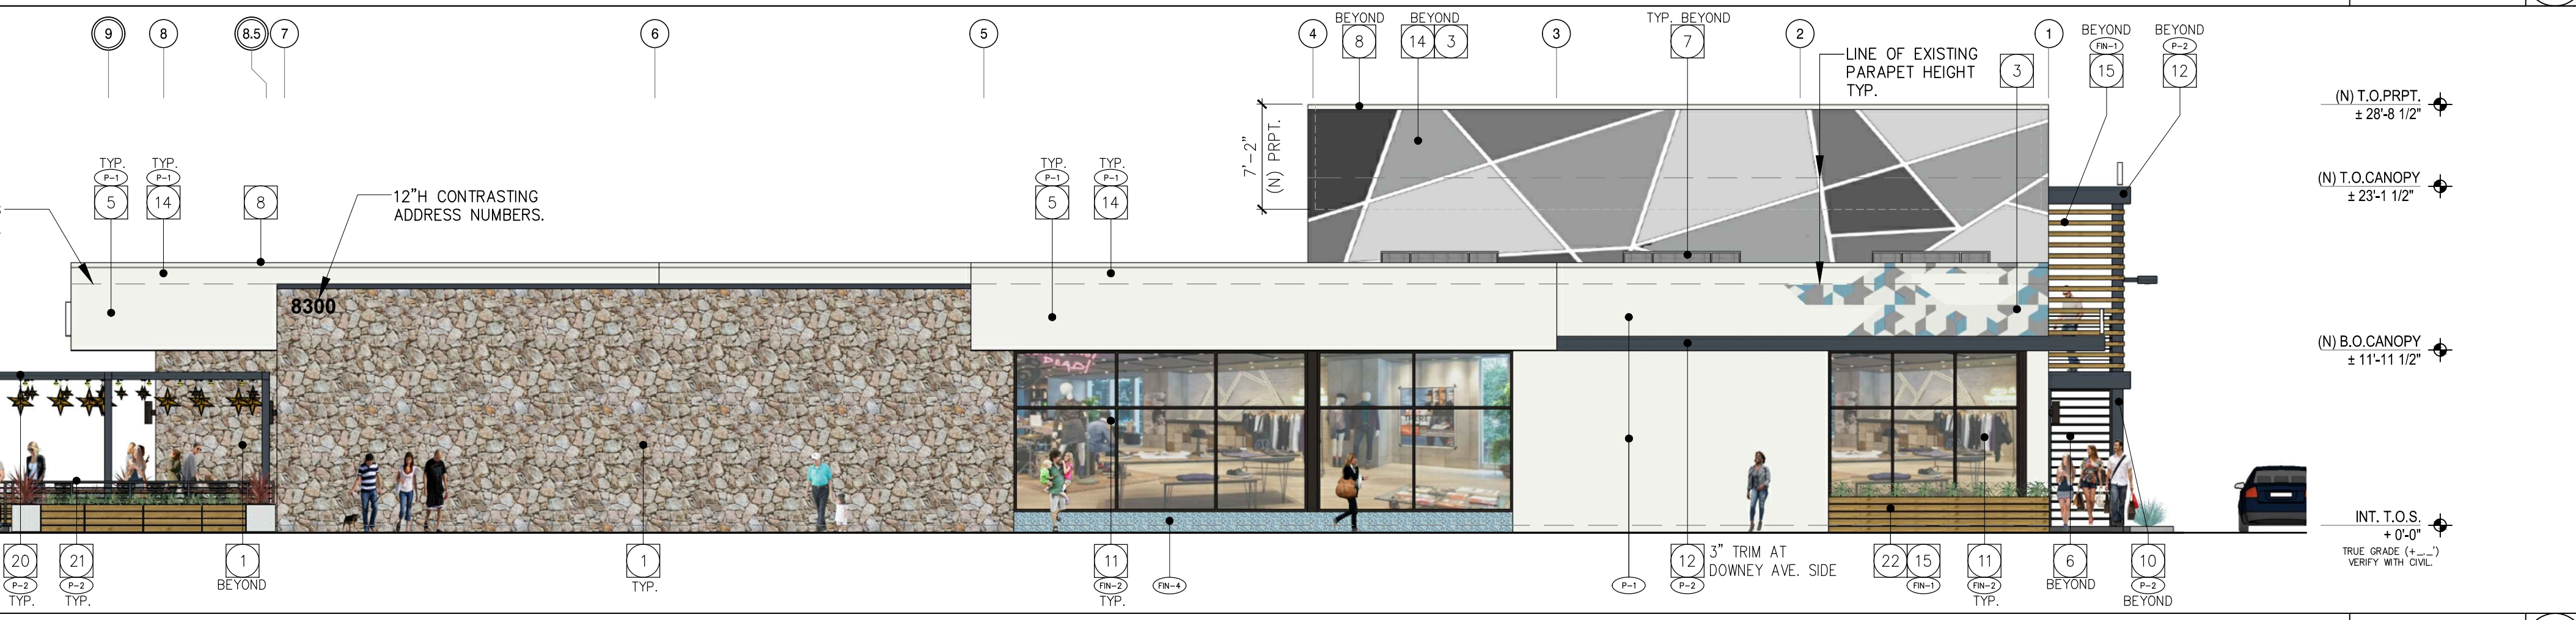 9
8
8.5
7
6
5
4
3
2
1
BEYOND
8
BEYOND
14 3
TYP. BEYOND
7
LINE OF EXISTING
PARAPET HEIGHT
TYP.
3
BEYOND
FIN-1
15
BEYOND
P-2
12
(N) T.O.PRPT.
± 28'-8 1/2"
7'-2"
(N) PRPT.
TYP.
P-1
5
TYP.
P-1
14
8
12"H CONTRASTING
ADDRESS NUMBERS.
TYP.
P-1
5
TYP.
P-1
14
(N) T.O.CANOPY
± 23'-1 1/2"
8300
(N) B.O.CANOPY
± 11'-11 1/2"
INT. T.O.S.
+ 0'-0"
TRUE GRADE (+_._')
VERIFY WITH CIVIL.
20
P-2
TYP.
21
P-2
TYP.
1
BEYOND
1
TYP.
11
FIN-2
TYP.
FIN-4
P-1
12
P-2
3" TRIM AT
DOWNEY AVE. SIDE
22 15
FIN-1
11
FIN-2
TYP.
6
BEYOND
10
P-2
BEYOND